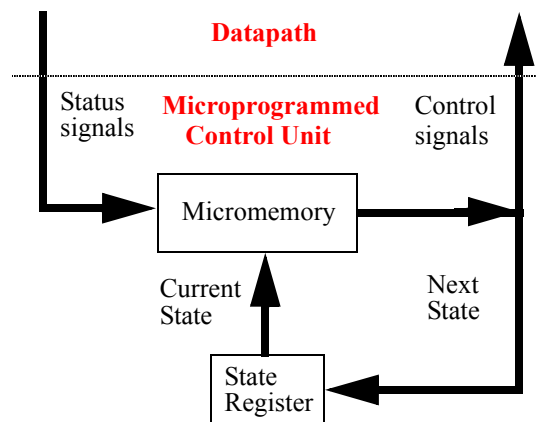 Datapath
Status
signals
Microprogrammed
Control Unit
Control
signals
Micromemory
Current
State
Next
State
State
Register